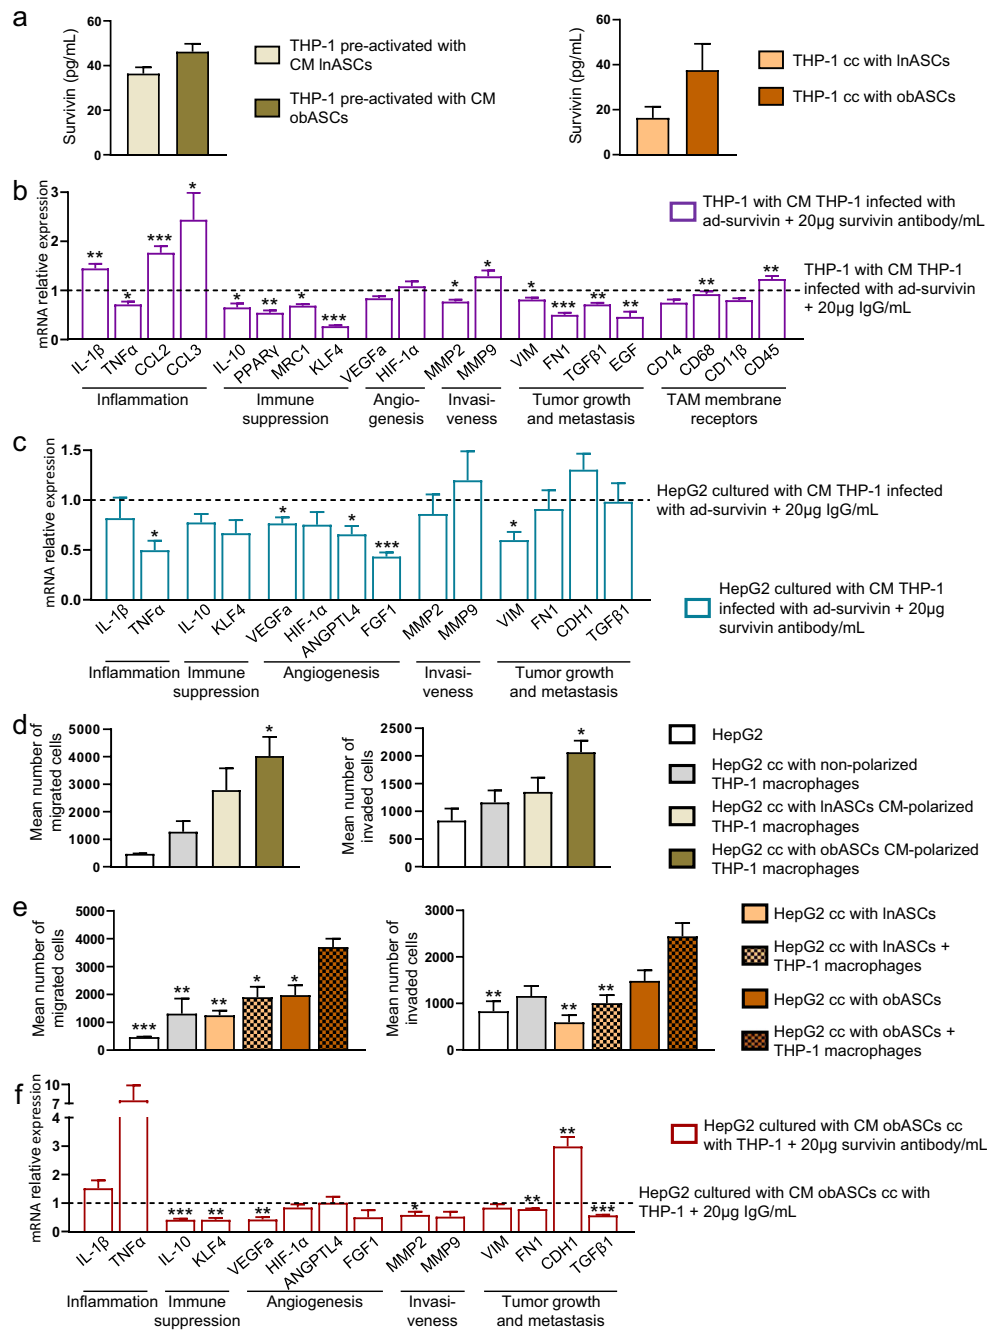 a
Survivin (pg/mL)
60
40
20
0
THP-1 pre-activated with
CM lnASCs
THP-1 pre-activated with CM
obASCs
Survivin (pg/mL)
60
40
20
0
THP-1 cc with lnASCs
THP-1 cc with obASCs
b
mRNA relative expression
3
2
1
0
** * *** *
* ** * ***
* *
* *** ** *
** **
THP-1 with CM THP-1 infected with
ad-survivin + 20µg survivin antibody/mL
THP-1 with CM THP-1
infected with ad-survivin
+ 20µg IgG/mL
IL-1β TNFα CCL2 CCL3 IL-10 PPARγ MRC1 KLF4 VEGFa HIF-1α MMP2 MMP9 VIM FN1 TGFβ1 EGF CD14 CD68 CD11β CD45
Inflammation
Immune
suppression
Angio-
genesis
Invasi-
veness
Tumor growth
and metastasis
TAM membrane
receptors
c
mRNA relative expression
1.5
1.0
0.5
0.0
* * * *** *
HepG2 cultured with CM THP-1 infected
with ad-survivin + 20µg IgG/mL
HepG2 cultured with CM THP-1
infected with ad-survivin + 20µg
survivin antibody/mL
IL-1β TNFα IL-10 KLF4 VEGFa HIF-1α ANGPTL4 FGF1 MMP2 MMP9 VIM FN1 CDH1 TGFβ1
Inflammation
Immune
suppression
Angiogenesis
Invasi-
veness
Tumor growth
and metastasis
d
Mean number of
migrated cells
5000
4000
3000
2000
1000
0
*
Mean number of
invaded cells
2500
2000
1500
1000
500
0
*
HepG2
HepG2 cc with non-polarized
THP-1 macrophages
HepG2 cc with lnASCs CM-polarized
THP-1 macrophages
HepG2 cc with obASCs CM-polarized
THP-1 macrophages
e
Mean number of
migrated cells
5000
4000
3000
2000
1000
0
*** ** ** * *
Mean number of
invaded cells
3000
2000
1000
0
** ** **
HepG2 cc with lnASCs
HepG2 cc with lnASCs +
THP-1 macrophages
HepG2 cc with obASCs
HepG2 cc with obASCs +
THP-1 macrophages
f
mRNA relative expression
10
7
4
3
2
1
0
*** ** ** * ** ** ***
HepG2 cultured with CM obASCs cc
with THP-1 + 20µg survivin antibody/mL
HepG2 cultured with CM obASCs cc with
THP-1 + 20µg IgG/mL
IL-1β TNFα IL-10 KLF4 VEGFa HIF-1α ANGPTL4 FGF1 MMP2 MMP9 VIM FN1 CDH1 TGFβ1
Inflammation
Immune
suppression
Angiogenesis
Invasi-
veness
Tumor growth
and metastasis